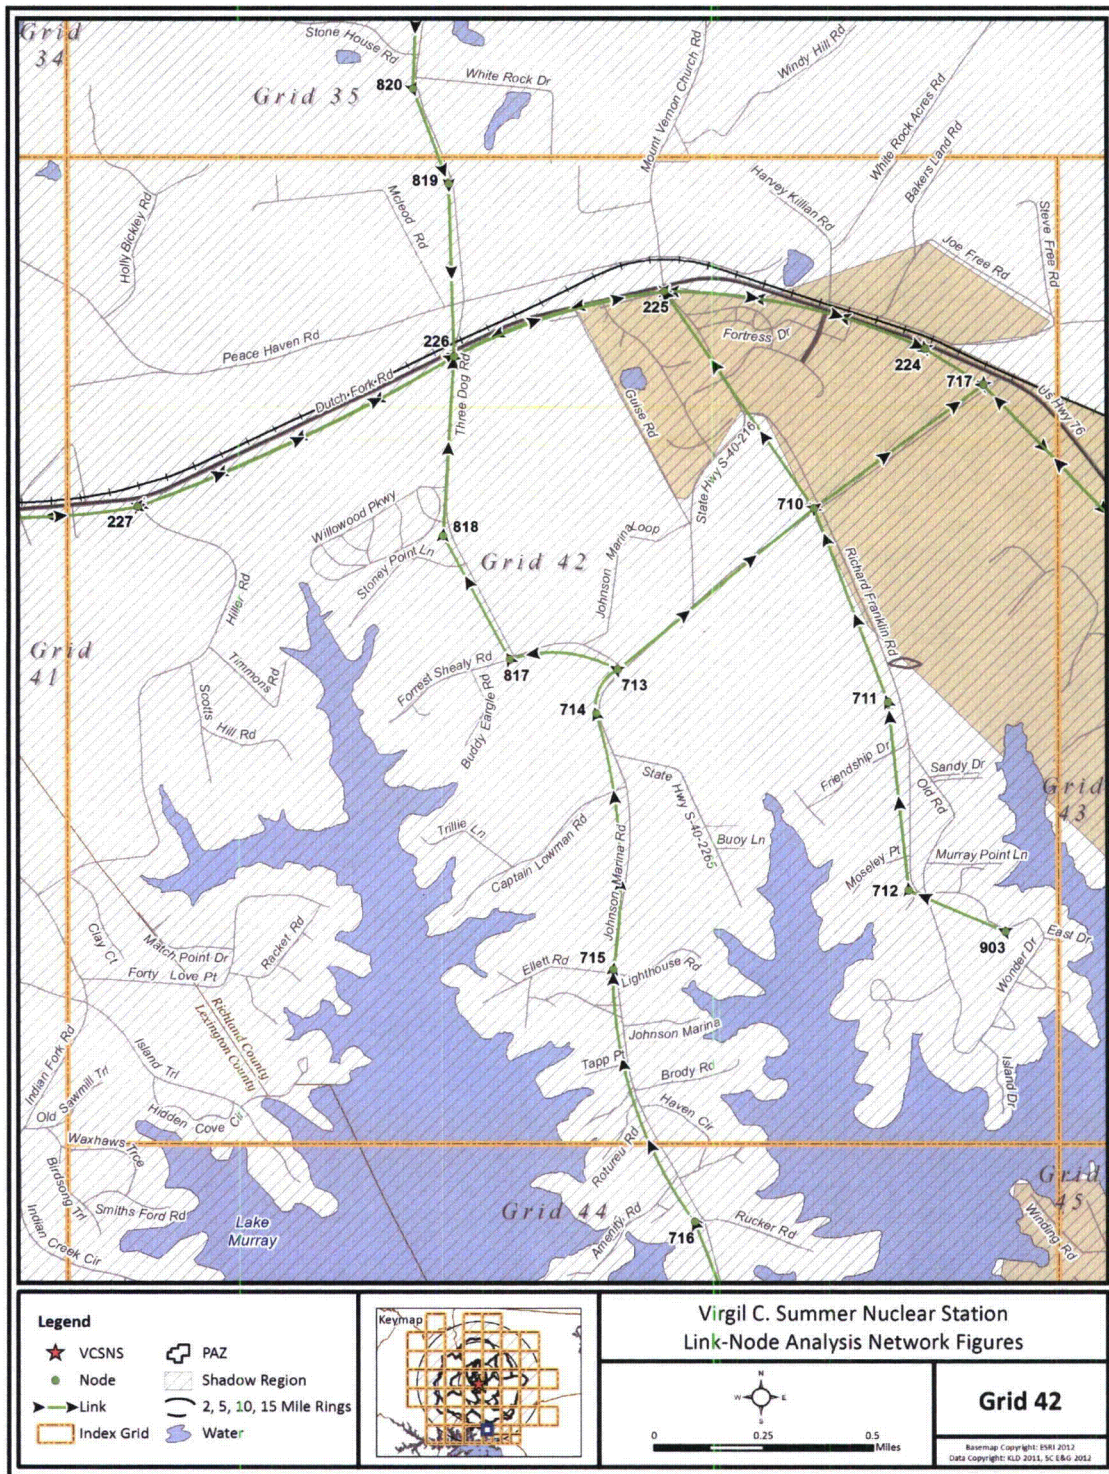 Grid
34
Stone House Rd
820
White Rock Dr
Grid 35
Mount Vernon Church Rd
Windy Hill Rd
White Rock Acres Rd
Bakers Land Rd
819
Holly Bickley Rd
Mcleod Rd
Harvey Killian Rd
Steve Free Rd
Joe Free Rd
225
226
Peace Haven Rd
Dutch Fork Rd
Three Dog Rd
Fortress Dr
224
717
Us Hwy 76
Guise Rd
State Hwy S-40-216
227
710
818
Willowood Pkwy
Stoney Point Ln
Grid 42
Johnson Marina Loop
Richard Franklin Rd
Hiller Rd
Grid
41
Timmons Rd
Forrest Shealy Rd
817
713
Scotts Hill Rd
Buddy Eargle Rd
714
711
State Hwy S-40-2265
Friendship Dr
Sandy Dr
Old Rd
Grid
43
Trillie Ln
Captain Lowman Rd
Johnson Marina Rd
Buoy Ln
Moseley Pt
Murray Point Ln
712
903
East Dr
Wonder Dr
Clay Ct
Match Point Dr
Racket Rd
Forty Love Pt
715
Ellett Rd
Lighthouse Rd
Richland County
Lexington County
Johnson Marina
Indian Fork Rd
Island Trl
Tapp Pt
Brody Rd
Island Dr
Old Sawmill Trl
Hidden Cove Cir
Haven Cir
Waxhaws Trce
Rotureu Rd
Birdsong Trl
Smiths Ford Rd
Grid 44
Grid
45
Lake
Murray
Amenity Rd
716
Rucker Rd
Winding Rd
Indian Creek Cir
Legend
VCSNS
PAZ
Node
Shadow Region
Link
2, 5, 10, 15 Mile Rings
Index Grid
Water
Keymap
Virgil C. Summer Nuclear Station
Link-Node Analysis Network Figures
N
W E
S
0 0.25 0.5
Miles
Grid 42
Basemap Copyright: ESRI 2012
Data Copyright: KLD 2011, SC E&G 2012